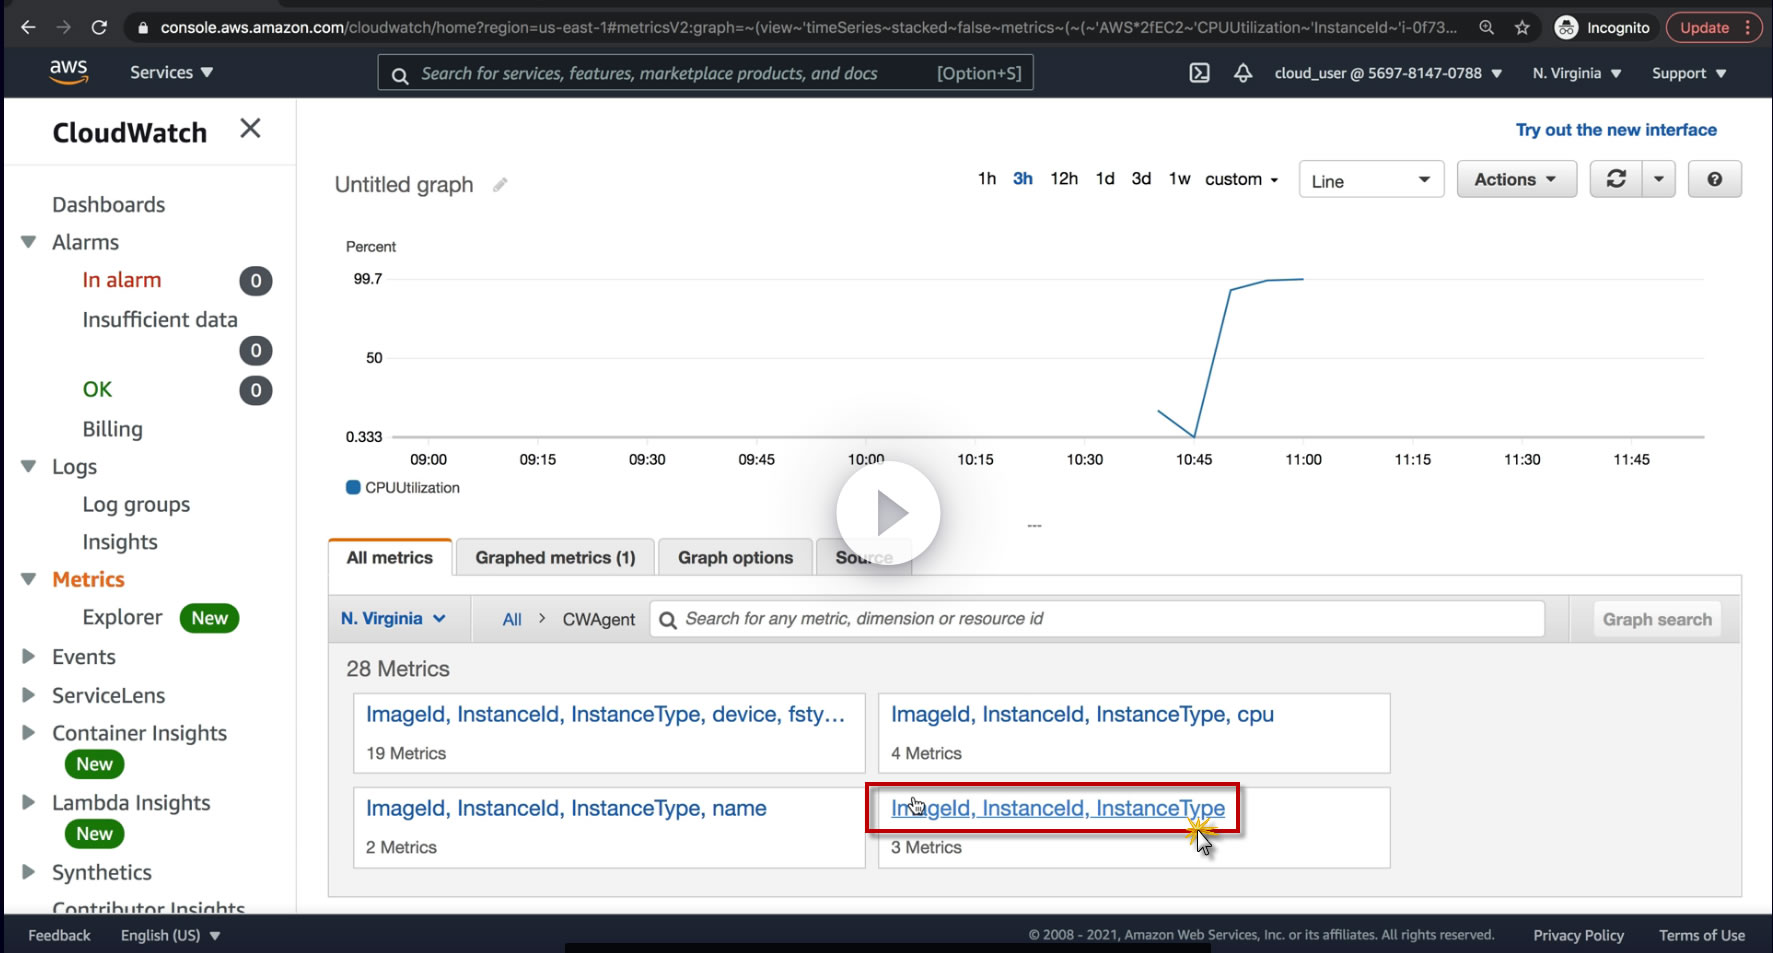 console.aws.amazon.com/cloudwatch/home?region=us-east-1#metricsV2:graph=~(view~'timeSeries~stacked~false~metrics~(~(~'AWS*2fEC2~'CPUUtilization~'InstanceId~'i-0f73...
Incognito
Update
aws
Services
Search for services, features, marketplace products, and docs
[Option+S]
cloud_user @ 5697-8147-0788
N. Virginia
Support
CloudWatch
Try out the new interface
Untitled graph
1h 3h 12h 1d 3d 1w custom
Line
Actions
Dashboards
Alarms
In alarm 0
Insufficient data
0
OK 0
Billing
Logs
Log groups
Insights
Metrics
Explorer New
Events
ServiceLens
Container Insights
New
Lambda Insights
New
Synthetics
Contributor Insights
Percent
99.7
50
0.333
09:00 09:15 09:30 09:45 10:00 10:15 10:30 10:45 11:00 11:15 11:30 11:45
CPUUtilization
All metrics
Graphed metrics (1)
Graph options
Source
N. Virginia
All > CWAgent
Search for any metric, dimension or resource id
Graph search
28 Metrics
ImageId, InstanceId, InstanceType, device, fsty...
19 Metrics
ImageId, InstanceId, InstanceType, cpu
4 Metrics
ImageId, InstanceId, InstanceType, name
2 Metrics
ImageId, InstanceId, InstanceType
3 Metrics
Feedback
English (US)
© 2008 - 2021, Amazon Web Services, Inc. or its affiliates. All rights reserved.
Privacy Policy
Terms of Use